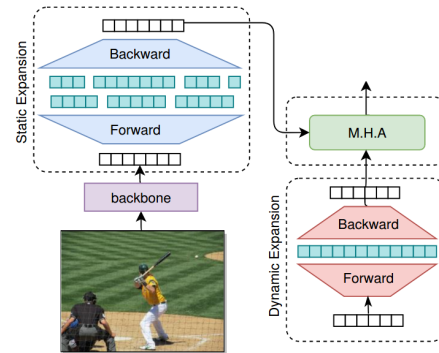 Static Expansion
Backward
Forward
backbone
M.H.A
Dynamic Expansion
Backward
Forward